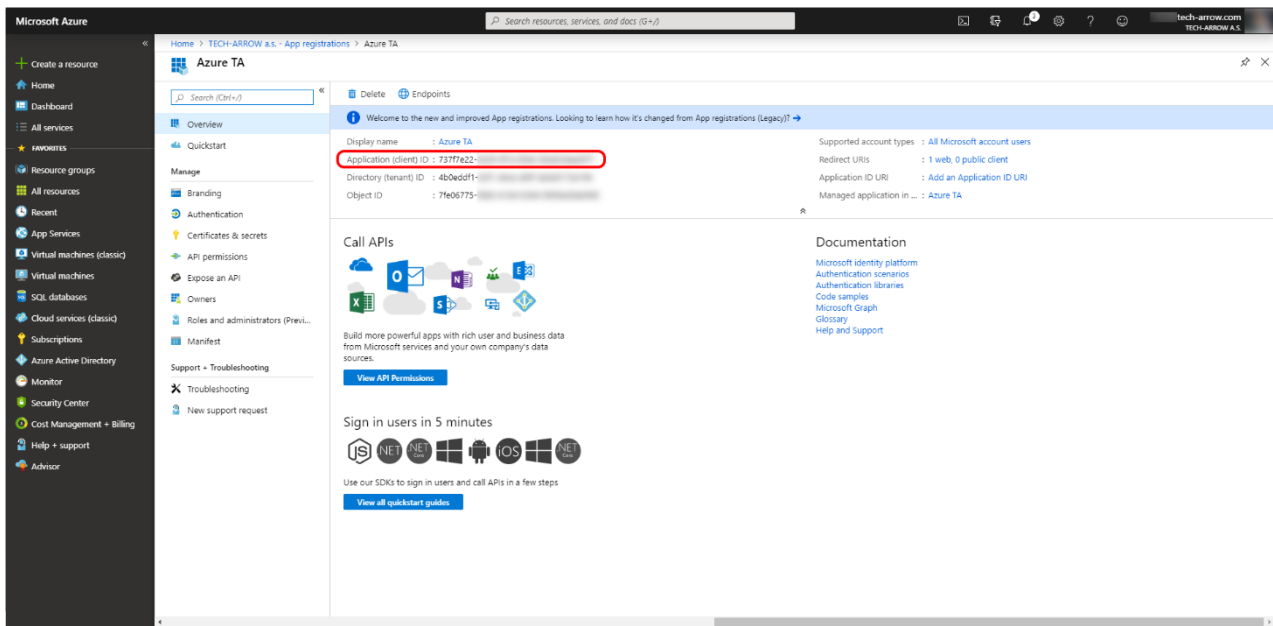 Microsoft Azure
Search resources, services, and docs (G+/)
tech-arrow.com
TECH-ARROW A.S.
Home > TECH-ARROW a.s. - App registrations > Azure TA
Create a resource
Home
Dashboard
All services
FAVORITES
Resource groups
All resources
Recent
App Services
Virtual machines (classic)
Virtual machines
SQL databases
Cloud services (classic)
Subscriptions
Azure Active Directory
Monitor
Security Center
Cost Management + Billing
Help + support
Advisor
Azure TA
Search (Ctrl+/)
Overview
Quickstart
Manage
Branding
Authentication
Certificates & secrets
API permissions
Expose an API
Owners
Roles and administrators (Previ...
Manifest
Support + Troubleshooting
Troubleshooting
New support request
Delete Endpoints
Welcome to the new and improved App registrations. Looking to learn how it's changed from App registrations (Legacy)?
Display name : Azure TA
Application (client) ID : 737f7e22-
Directory (tenant) ID : 4b0eddf1-
Object ID : 7fe06775-
Supported account types : All Microsoft account users
Redirect URIs : 1 web, 0 public client
Application ID URI : Add an Application ID URI
Managed application in ... : Azure TA
Call APIs
Build more powerful apps with rich user and business data
from Microsoft services and your own company's data
sources.
View API Permissions
Sign in users in 5 minutes
JS .NET .NET Core iOS .NET Core
Use our SDKs to sign in users and call APIs in a few steps
View all quickstart guides
Documentation
Microsoft identity platform
Authentication scenarios
Authentication libraries
Code samples
Microsoft Graph
Glossary
Help and Support